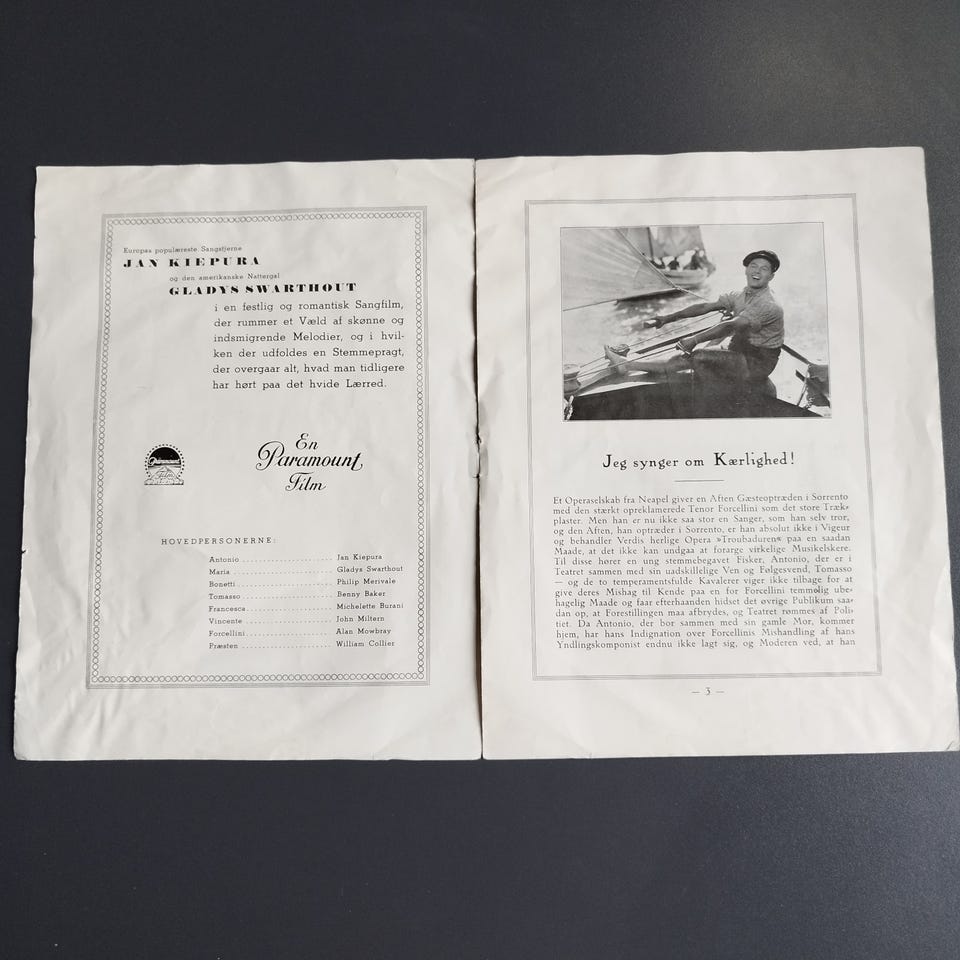 Europas populæreste Sangstjerne
JAN KIEPURA
og den amerikanske Nattergal
GLADYS SWARTHOUT
i en festlig og romantisk Sangfilm,
der rummer et Væld af skønne og
indsmigrende Melodier, og i hvil-
ken der udfoldes en Stemmepragt,
der overgaar alt, hvad man tidligere
har hørt paa det hvide Lærred.
Paramount
Film
En
Paramount
Film
HOVEDPERSONERNE:
Antonio Jan Kiepura
Maria Gladys Swarthout
Bonetti Philip Merivale
Tomasso Benny Baker
Francesca Michelette Burani
Vincente John Miltern
Forcellini Alan Mowbray
Præsten William Collier
Jeg synger om Kærlighed!
Et Operaselskab fra Neapel giver en Aften Gæsteoptræden i Sorrento
med den stærkt opreklamerede Tenor Forcellini som det store Træk-
plaster. Men han er nu ikke saa stor en Sanger, som han selv tror,
og den Aften, han optræder i Sorrento, er han absolut ikke i Vigeur
og behandler Verdis herlige Opera »Troubaduren« paa en saadan
Maade, at det ikke kan undgaa at forarge virkelige Musikelskere.
Til disse hører en ung stemmebegavet Fisker, Antonio, der er i
Teatret sammen med sin uadskillelige Ven og Følgesvend, Tomasso
— og de to temperamentsfulde Kavalerer viger ikke tilbage for at
give deres Mishag til Kende paa en for Forcellini temmelig ube-
hagelig Maade og faar efterhaanden hidset det øvrige Publikum saa-
dan op, at Forestillingen maa afbrydes, og Teatret rømmes af Poli-
tiet. Da Antonio, der bor sammen med sin gamle Mor, kommer
hjem, har hans Indignation over Forcellinis Mishandling af hans
Yndlingskomponist endnu ikke lagt sig, og Moderen ved, at han
— 3 —